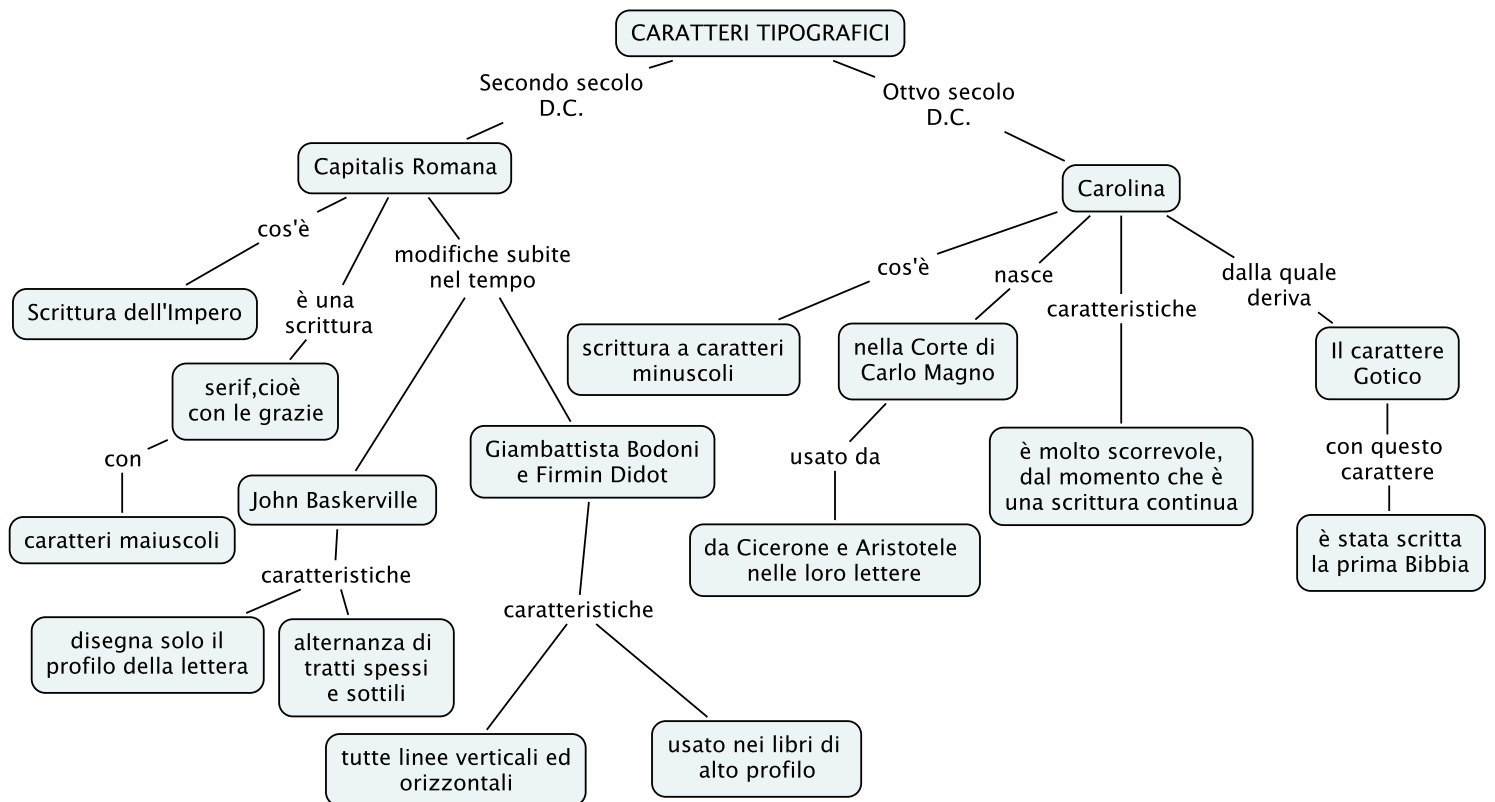 CARATTERI TIPOGRAFICI
Secondo secolo
D.C.
Ottvo secolo
D.C.
Capitalis Romana
Carolina
cos'è
Scrittura dell'Impero
è una
scrittura
serif,cioè
con le grazie
con
caratteri maiuscoli
modifiche subite
nel tempo
John Baskerville
caratteristiche
disegna solo il
profilo della lettera
alternanza di
tratti spessi
e sottili
Giambattista Bodoni
e Firmin Didot
caratteristiche
tutte linee verticali ed
orizzontali
usato nei libri di
alto profilo
cos'è
scrittura a caratteri
minuscoli
nasce
nella Corte di
Carlo Magno
usato da
da Cicerone e Aristotele
nelle loro lettere
caratteristiche
è molto scorrevole,
dal momento che è
una scrittura continua
dalla quale
deriva
Il carattere
Gotico
con questo
carattere
è stata scritta
la prima Bibbia